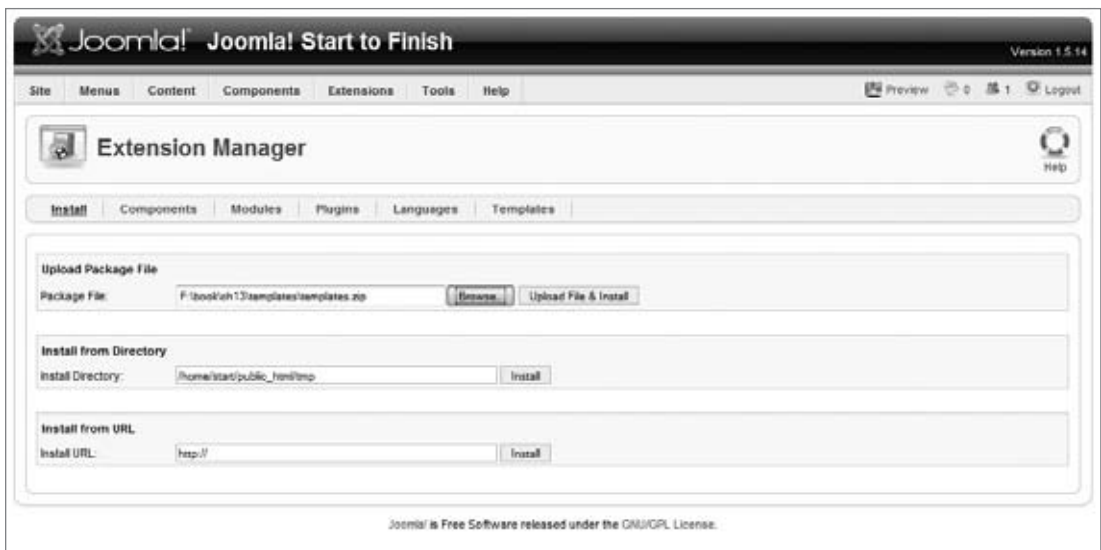 Joomla! Joomla! Start to Finish
Version 1.5.14
Site Menus Content Components Extensions Tools Help Preview 0 1 Logout
Extension Manager
Help
Install Components Modules Plugins Languages Templates
Upload Package File
Package File: F:\book\ch13\templates\templates.zip Browse... Upload File & Install
Install from Directory
Install Directory: /home/start/public_html/tmp Install
Install from URL
Install URL: http:// Install
Joomla! is Free Software released under the GNU/GPL License.